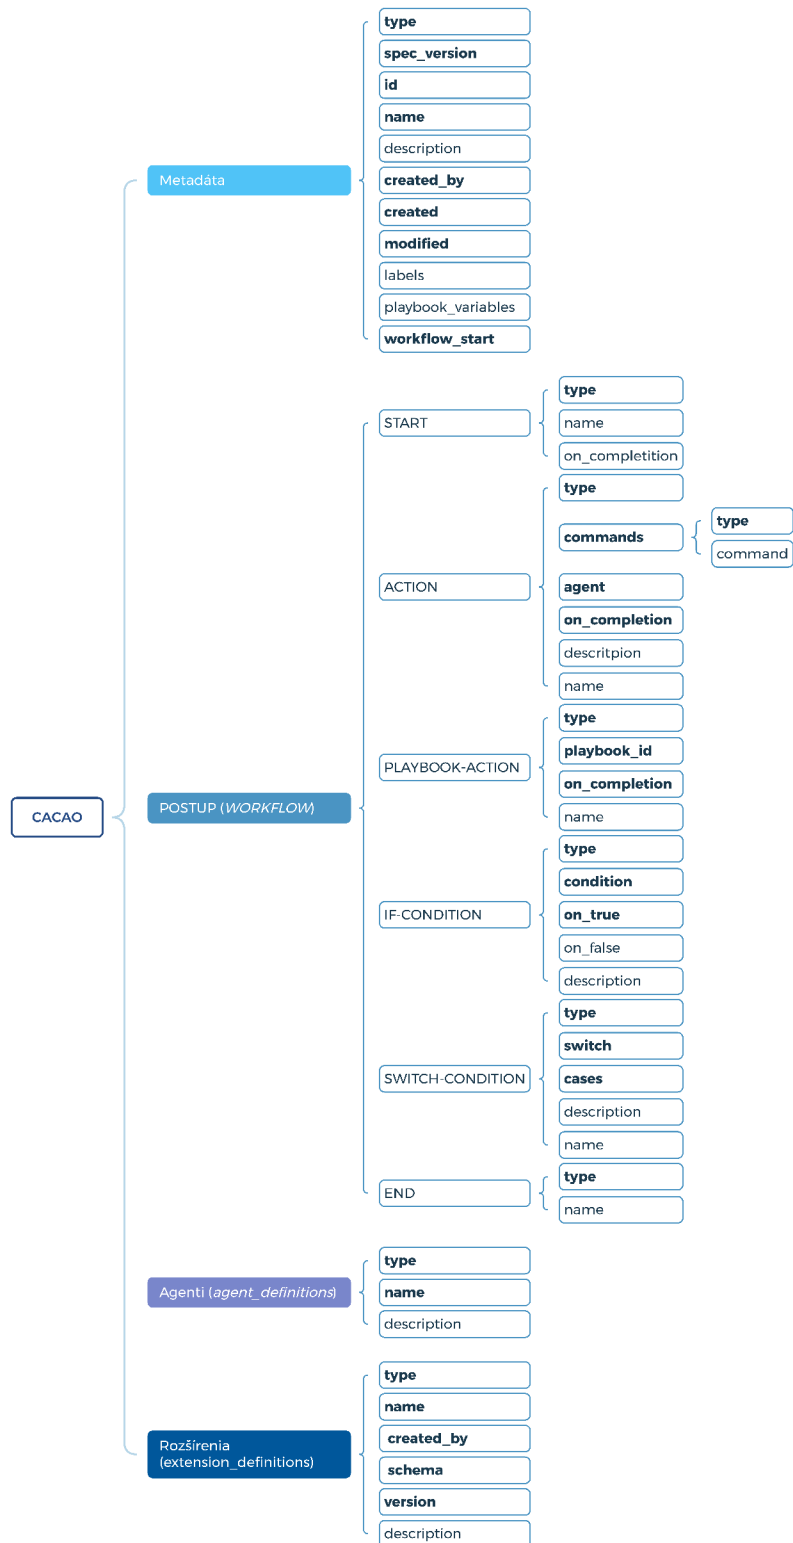 CACAO
Metadáta
type
spec_version
id
name
description
created_by
created
modified
labels
playbook_variables
workflow_start
POSTUP (WORKFLOW)
START
type
name
on_completition
ACTION
type
commands
type
command
agent
on_completion
descritpion
name
PLAYBOOK-ACTION
type
playbook_id
on_completion
name
IF-CONDITION
type
condition
on_true
on_false
description
SWITCH-CONDITION
type
switch
cases
description
name
END
type
name
Agenti (agent_definitions)
type
name
description
Rozšírenia
(extension_definitions)
type
name
created_by
schema
version
description